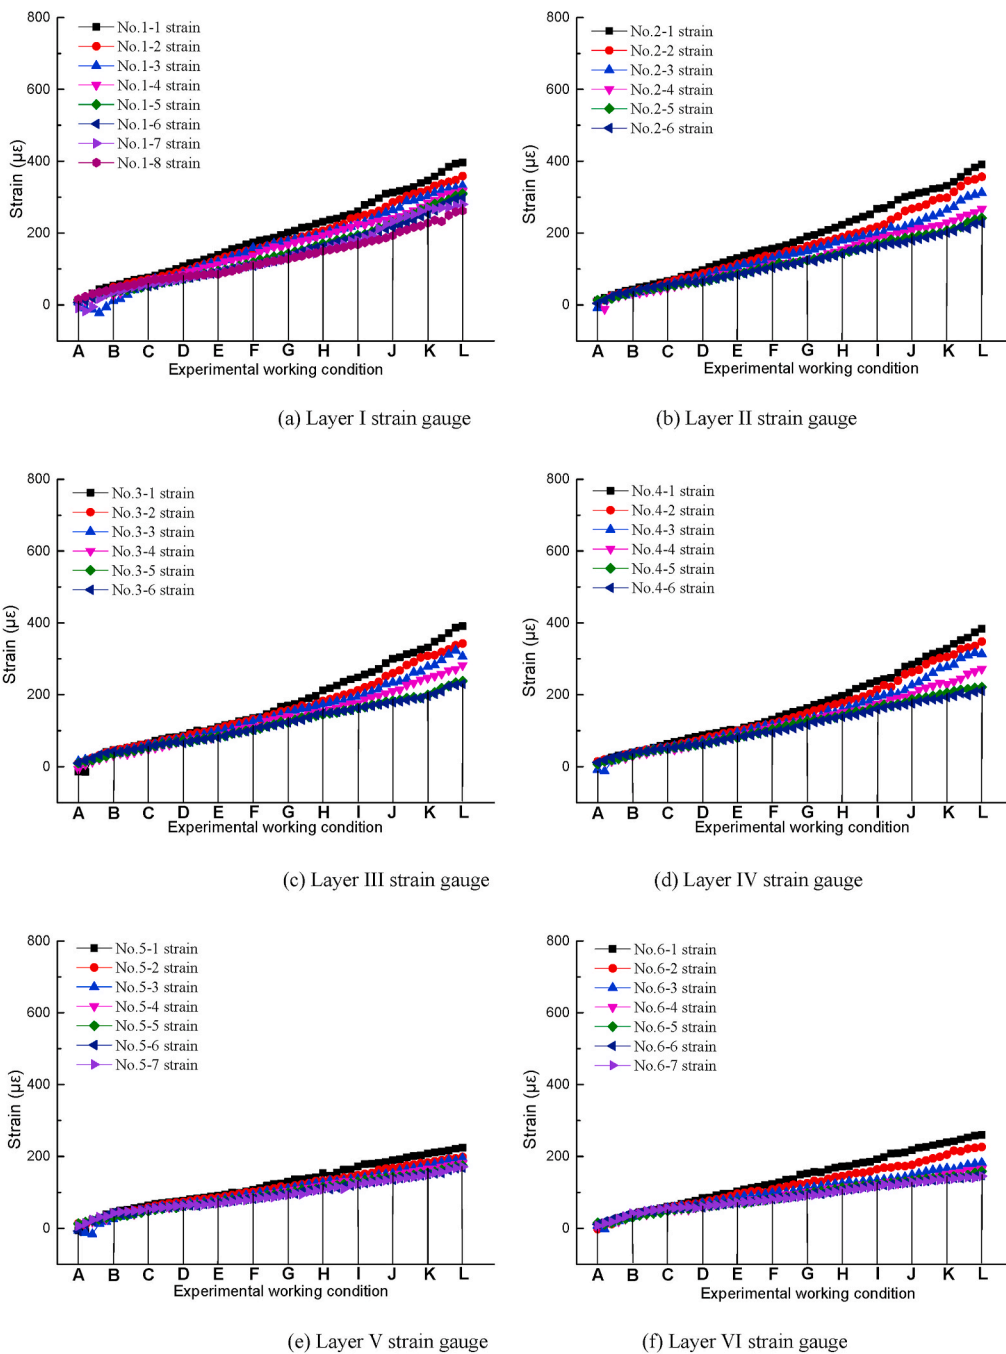 800
600
400
200
0
Strain (με)
No.1-1 strain
No.1-2 strain
No.1-3 strain
No.1-4 strain
No.1-5 strain
No.1-6 strain
No.1-7 strain
No.1-8 strain
A B C D E F G H I J K L
Experimental working condition
(a) Layer I strain gauge
800
600
400
200
0
Strain (με)
No.2-1 strain
No.2-2 strain
No.2-3 strain
No.2-4 strain
No.2-5 strain
No.2-6 strain
A B C D E F G H I J K L
Experimental working condition
(b) Layer II strain gauge
800
600
400
200
0
Strain (με)
No.3-1 strain
No.3-2 strain
No.3-3 strain
No.3-4 strain
No.3-5 strain
No.3-6 strain
A B C D E F G H I J K L
Experimental working condition
(c) Layer III strain gauge
800
600
400
200
0
Strain (με)
No.4-1 strain
No.4-2 strain
No.4-3 strain
No.4-4 strain
No.4-5 strain
No.4-6 strain
A B C D E F G H I J K L
Experimental working condition
(d) Layer IV strain gauge
800
600
400
200
0
Strain (με)
No.5-1 strain
No.5-2 strain
No.5-3 strain
No.5-4 strain
No.5-5 strain
No.5-6 strain
No.5-7 strain
A B C D E F G H I J K L
Experimental working condition
(e) Layer V strain gauge
800
600
400
200
0
Strain (με)
No.6-1 strain
No.6-2 strain
No.6-3 strain
No.6-4 strain
No.6-5 strain
No.6-6 strain
No.6-7 strain
A B C D E F G H I J K L
Experimental working condition
(f) Layer VI strain gauge